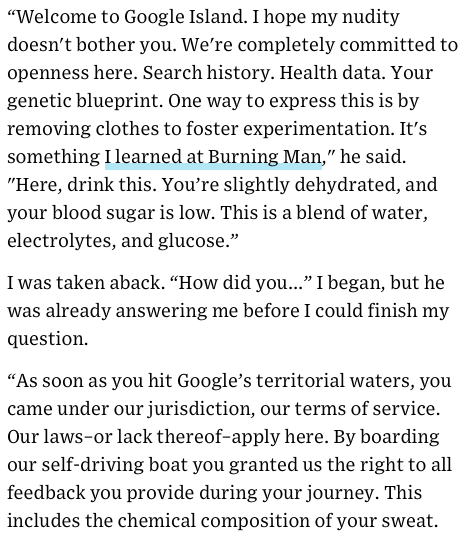 “Welcome to Google Island. I hope my nudity
doesn’t bother you. We’re completely committed to
openness here. Search history. Health data. Your
genetic blueprint. One way to express this is by
removing clothes to foster experimentation. It’s
something I learned at Burning Man,” he said.
”Here, drink this. You’re slightly dehydrated, and
your blood sugar is low. This is a blend of water,
electrolytes, and glucose.”
I was taken aback. “How did you…” I began, but he
was already answering me before I could finish my
question.
“As soon as you hit Google’s territorial waters, you
came under our jurisdiction, our terms of service.
Our laws–or lack thereof–apply here. By boarding
our self-driving boat you granted us the right to all
feedback you provide during your journey. This
includes the chemical composition of your sweat.